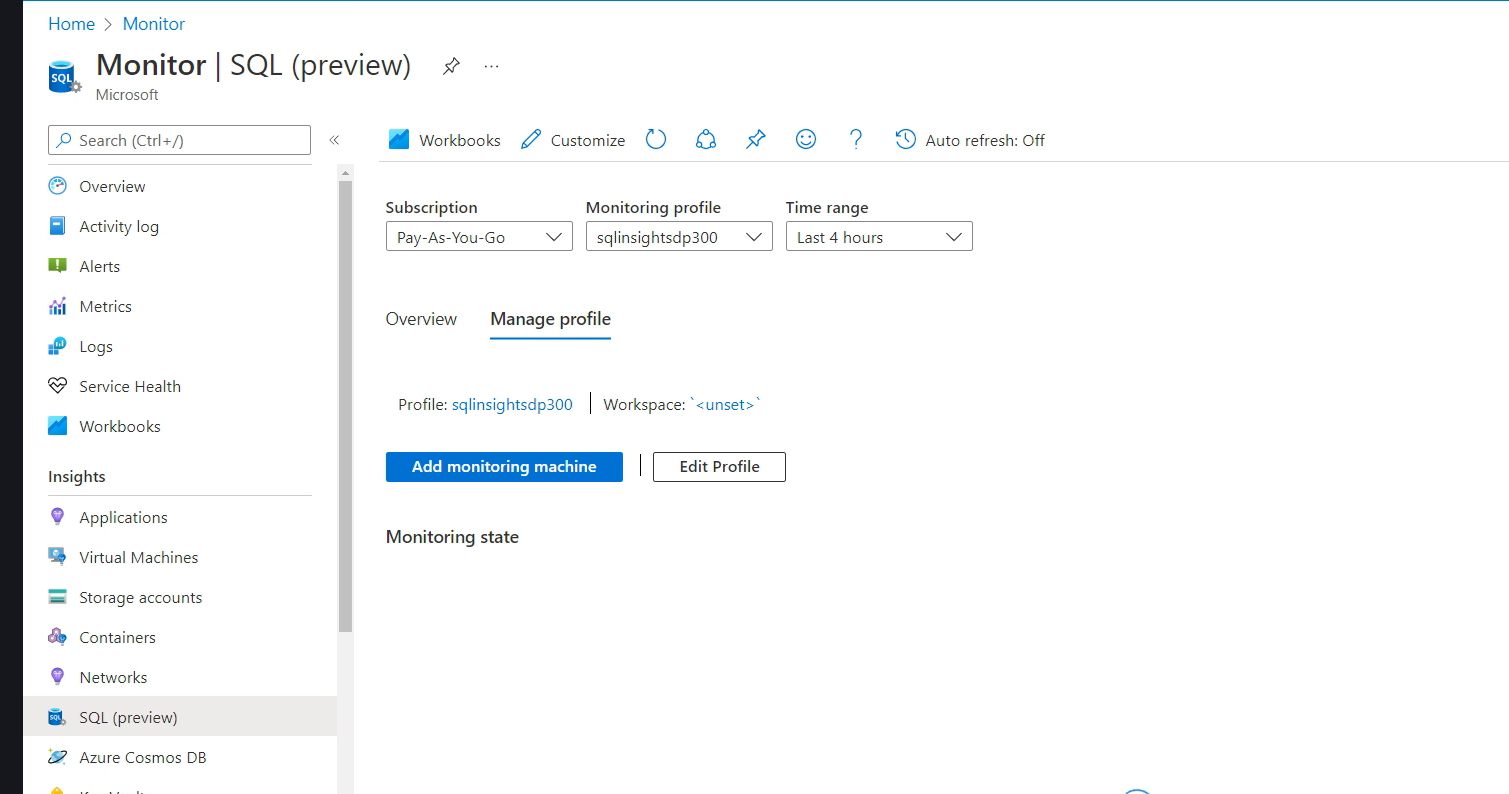 Home > Monitor
Monitor | SQL (preview)
...
Microsoft
Search (Ctrl+/)
«
Workbooks
Customize
?
Auto refresh: Off
Overview
Activity log
Alerts
Metrics
Logs
Service Health
Workbooks
Insights
Applications
Virtual Machines
Storage accounts
Containers
Networks
SQL (preview)
Azure Cosmos DB
Subscription
Monitoring profile
Time range
Pay-As-You-Go
sqlinsightsdp300
Last 4 hours
Overview
Manage profile
Profile: sqlinsightsdp300 | Workspace: `<unset>`
Add monitoring machine | Edit Profile
Monitoring state